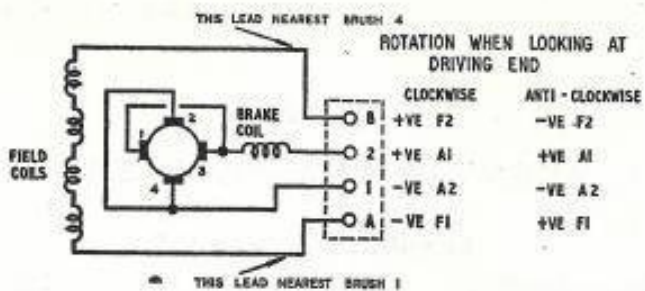 THIS LEAD NEAREST BRUSH 4
ROTATION WHEN LOOKING AT
DRIVING END
CLOCKWISE ANTI-CLOCKWISE
BRAKE
COIL
FIELD
COILS
1
2
3
4
B +VE F2 -VE F2
2 +VE A1 +VE A1
1 -VE A2 -VE A2
A -VE F1 +VE F1
THIS LEAD NEAREST BRUSH 1